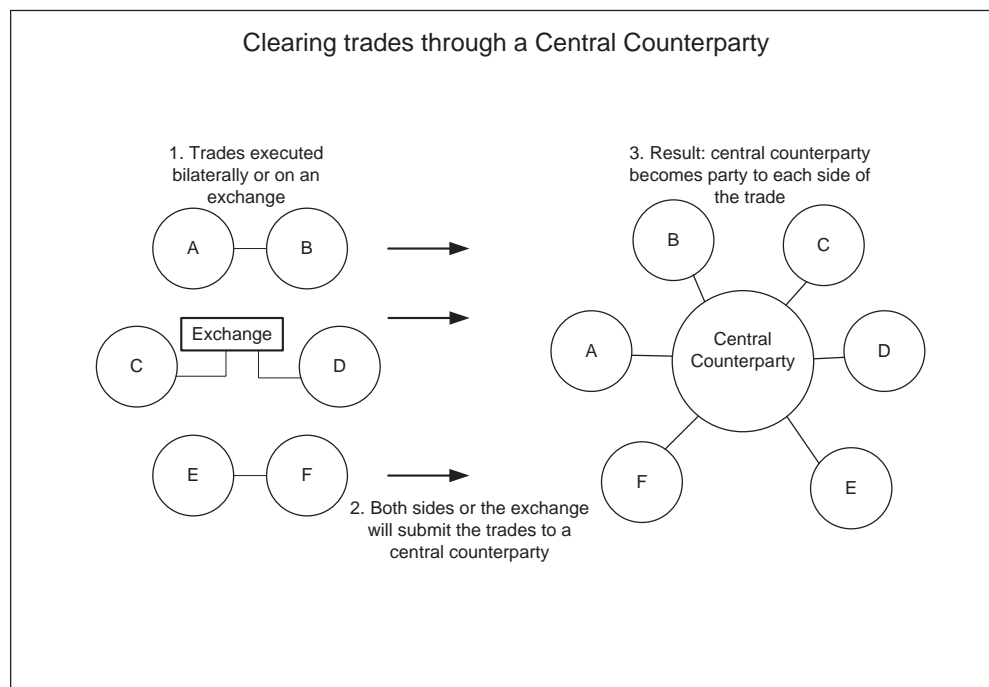 Clearing trades through a Central Counterparty
1. Trades executed
bilaterally or on an
exchange
A
B
Exchange
C
D
E
F
2. Both sides or the exchange
will submit the trades to a
central counterparty
3. Result: central counterparty
becomes party to each side of
the trade
B
C
A
Central
Counterparty
D
F
E